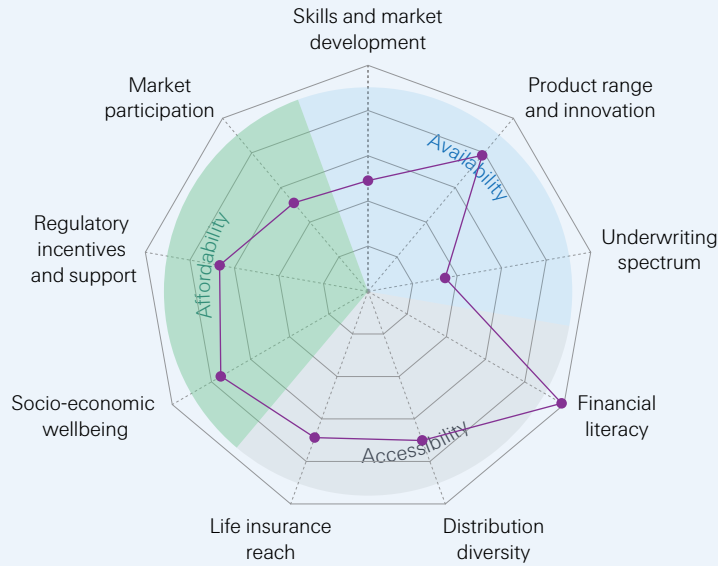 Skills and market
development
Market
participation
Product range
and innovation
Availability
Regulatory
incentives
and support
Affordability
Underwriting
spectrum
Socio-economic
wellbeing
Financial
literacy
Accessibility
Life insurance
reach
Distribution
diversity